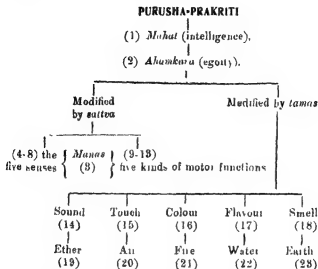 PURUSHA-PRAKRITI
(1) Mahat (intelligence).
(2) Ahamkara (egoity).
Modified by sattva
Modified by tamas
(4-8) the five senses
Manas (3)
(9-13) five kinds of motor functions
Sound Touch Colour Flavour Smell
(14) (15) (16) (17) (18)
Ether Air Fire Water Earth
(19) (20) (21) (22) (23)